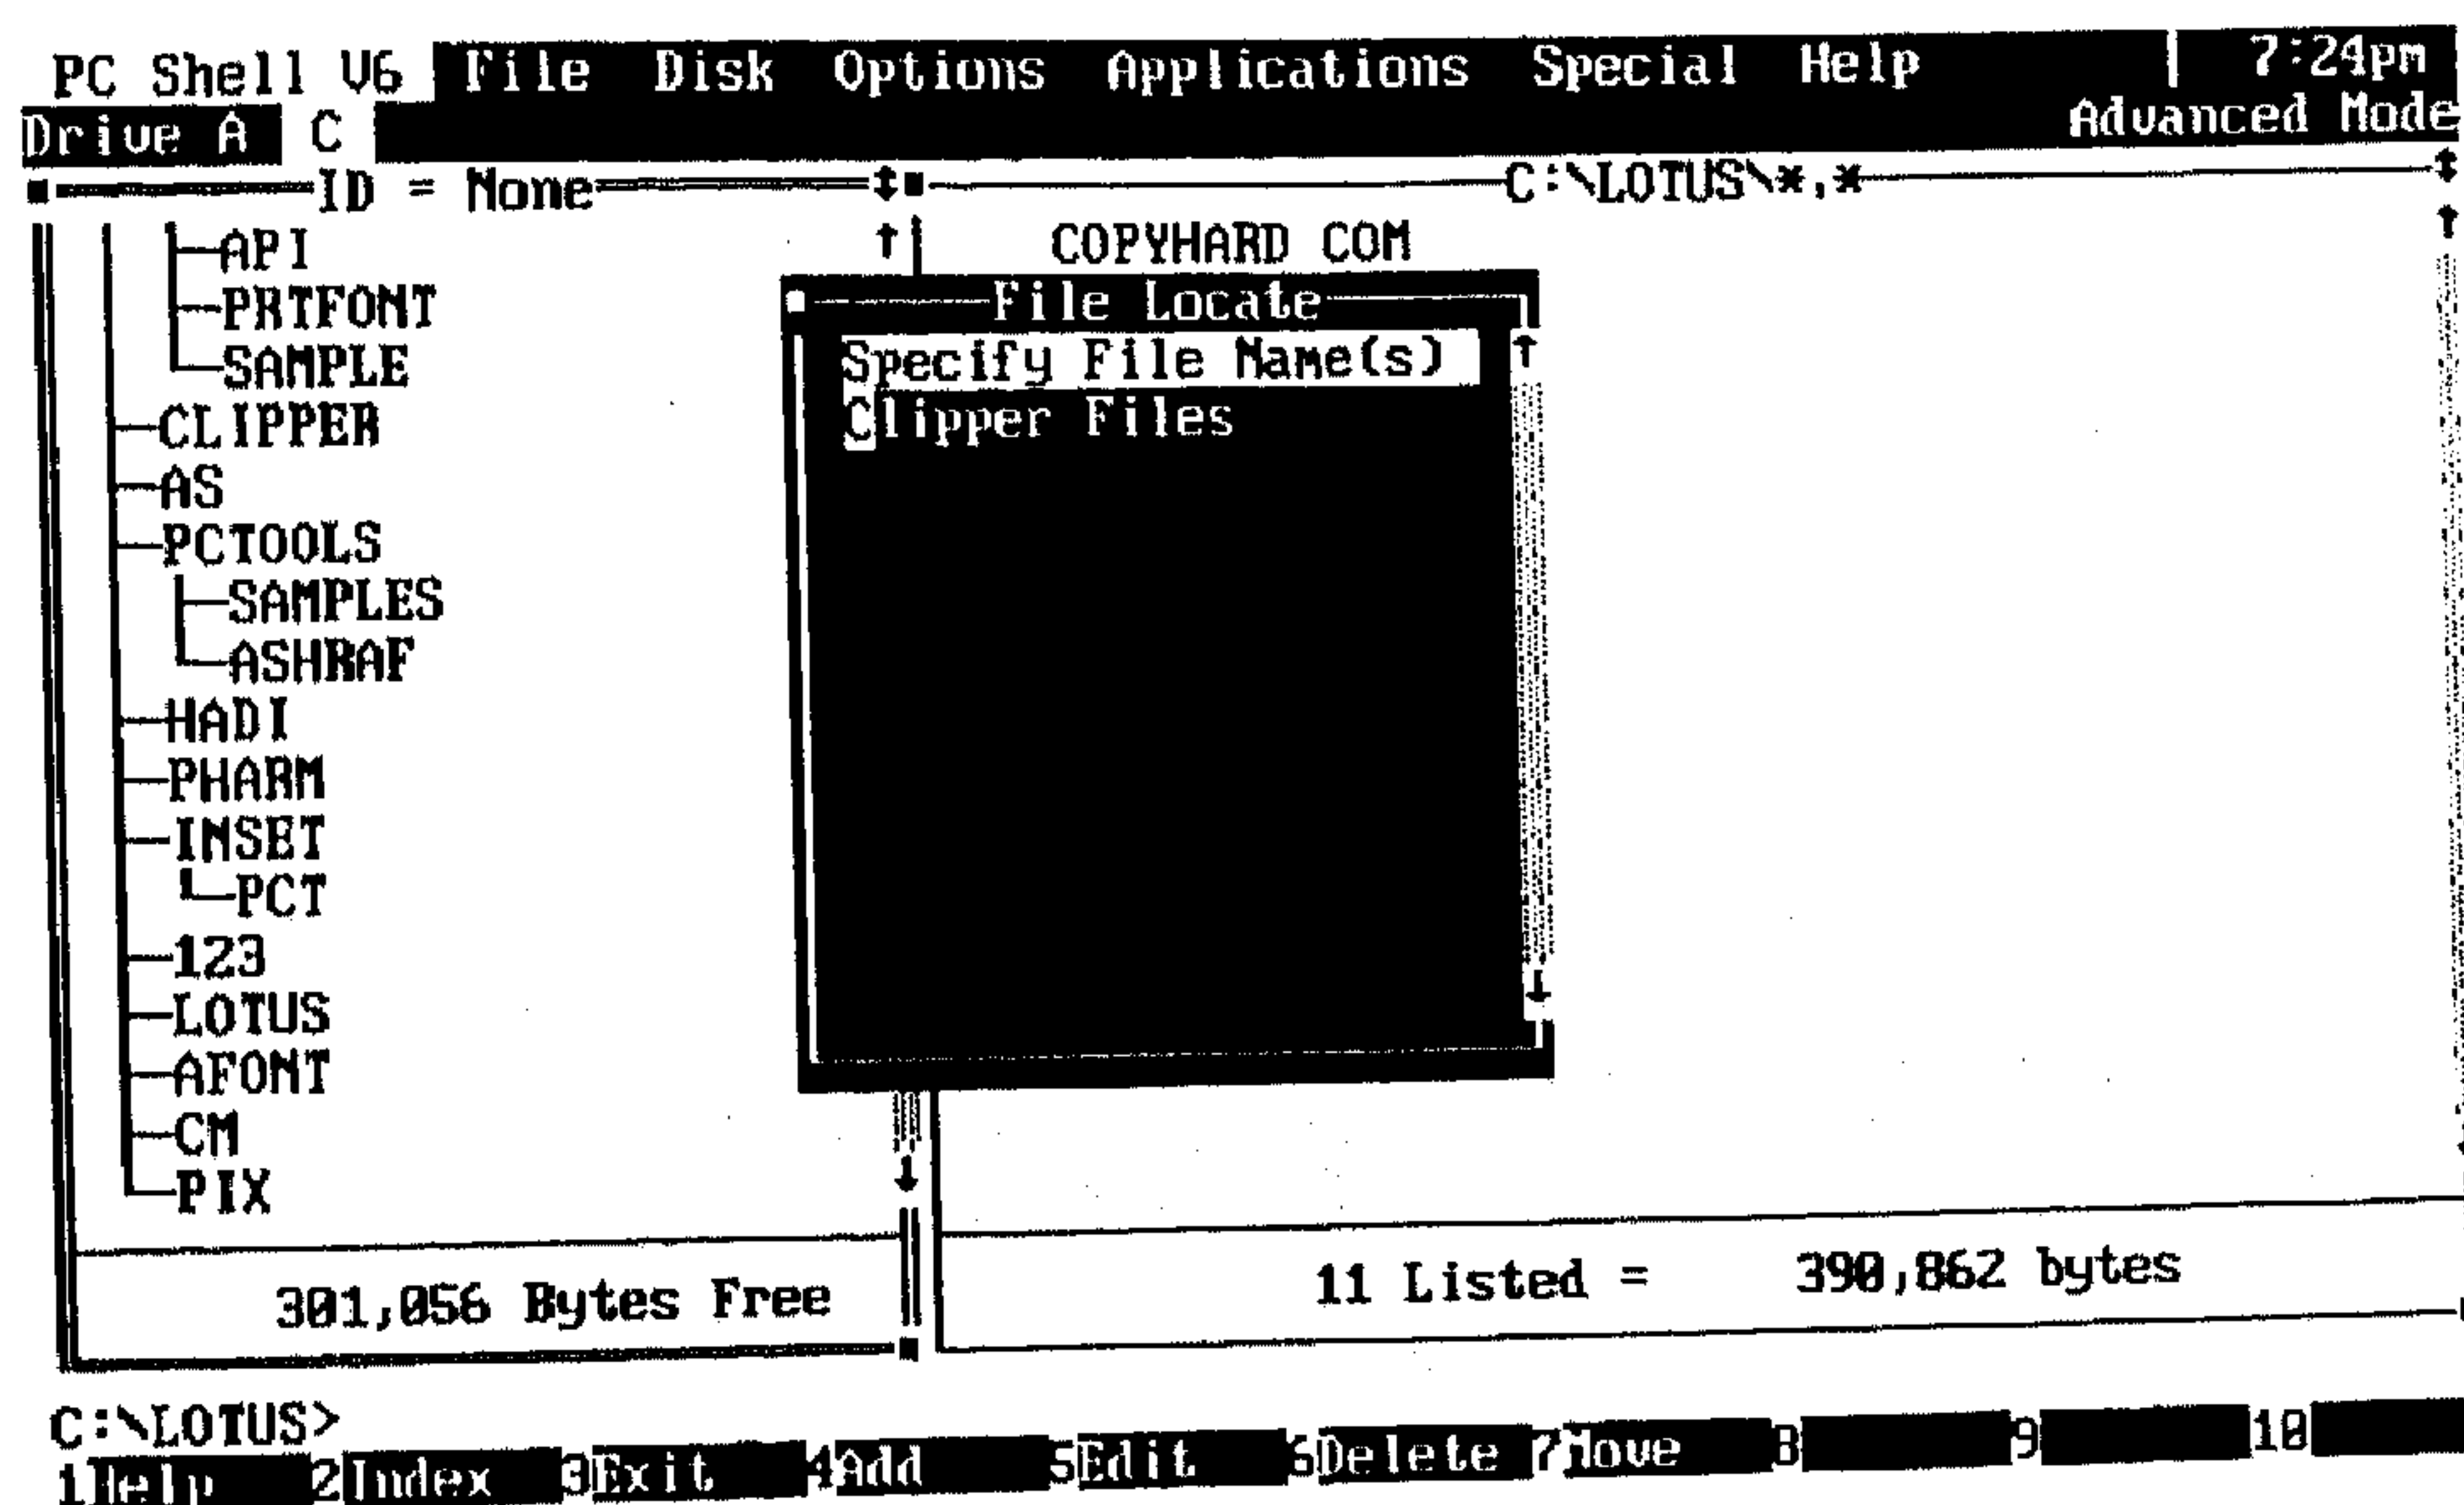 PC Shell V6 File Disk Options Applications Special Help 7:24pm
Drive A C Advanced Mode
ID = None C:\LOTUS\*.*
API COPYHARD COM
PRTFONT
SAMPLE
CLIPPER
AS
PCTOOLS
SAMPLES
ASHRAF
HADI
PHARM
INSET
PCT
123
LOTUS
AFONT
CM
PIX
File Locate
Specify File Name(s)
Clipper Files
301,056 Bytes Free 11 Listed = 390,862 bytes
C:\LOTUS>
1Help 2Index 3Exit 4Add 5Edit 6Delete 7Move 8 9 10